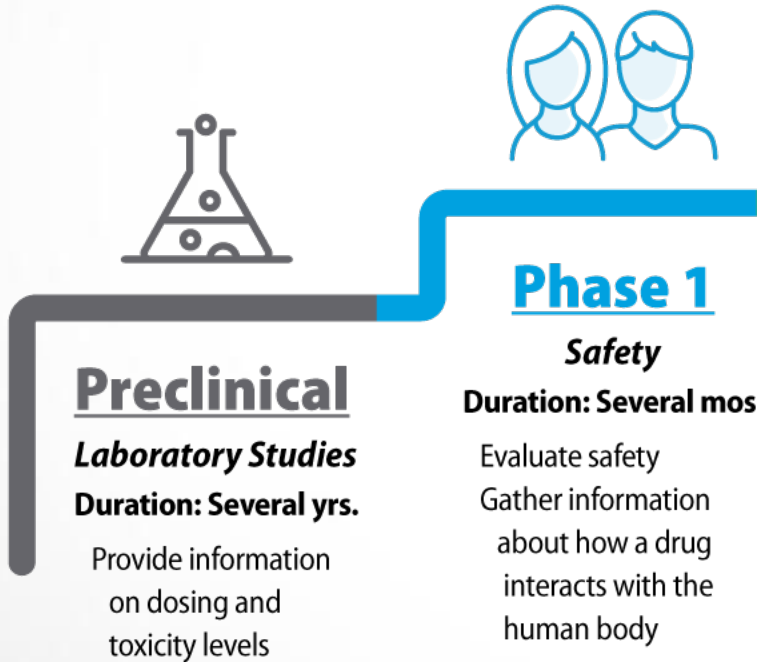 Preclinical
Laboratory Studies
Duration: Several yrs.
Provide information
on dosing and
toxicity levels
Phase 1
Safety
Duration: Several mos
Evaluate safety
Gather information
about how a drug
interacts with the
human body